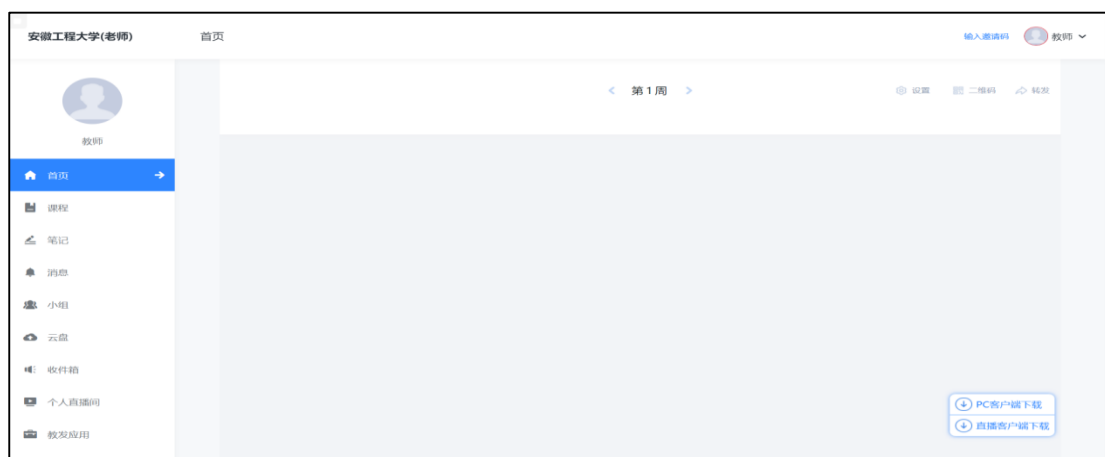 安徽工程大学(老师) 首页 输入邀请码 教师
第1周 设置 二维码 转发
教师
首页
课程
笔记
消息
小组
云盘
收件箱
个人直播间
教发应用
PC客户端下载
直播客户端下载